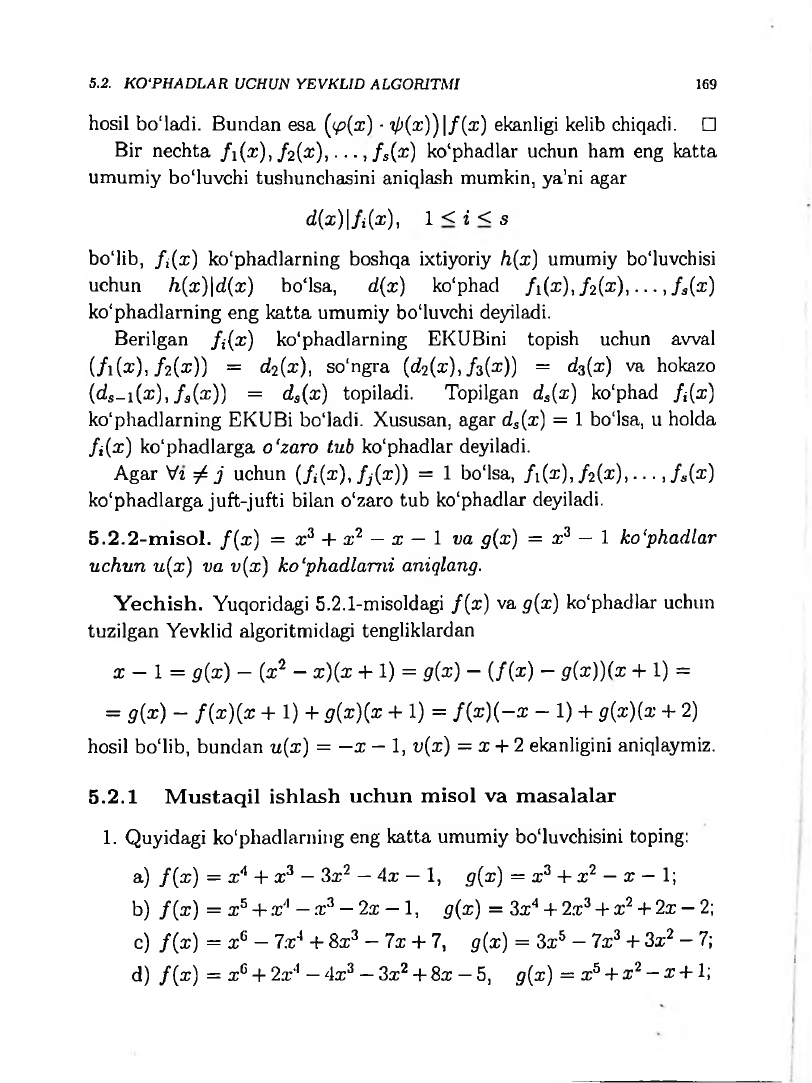 5.2. KO‘PHADLAR UCHUN YEVKLID ALGORITMI 169
hosil bo‘ladi. Bundan esa (φ(x) · ψ(x))|f(x) ekanligi kelib chiqadi. □
Bir nechta f₁(x), f₂(x), . . . , fₛ(x) ko‘phadlar uchun ham eng katta
umumiy bo‘luvchi tushunchasini aniqlash mumkin, ya’ni agar
d(x)|fᵢ(x), 1 ≤ i ≤ s
bo‘lib, fᵢ(x) ko‘phadlarning boshqa ixtiyoriy h(x) umumiy bo‘luvchisi
uchun h(x)|d(x) bo‘lsa, d(x) ko‘phad f₁(x), f₂(x), . . . , fₛ(x)
ko‘phadlarning eng katta umumiy bo‘luvchi deyiladi.
Berilgan fᵢ(x) ko‘phadlarning EKUBini topish uchun avval
(f₁(x), f₂(x)) = d₂(x), so‘ngra (d₂(x), f₃(x)) = d₃(x) va hokazo
(dₛ₋₁(x), fₛ(x)) = dₛ(x) topiladi. Topilgan dₛ(x) ko‘phad fᵢ(x)
ko‘phadlarning EKUBi bo‘ladi. Xususan, agar dₛ(x) = 1 bo‘lsa, u holda
fᵢ(x) ko‘phadlarga o‘zaro tub ko‘phadlar deyiladi.
Agar ∀i ≠ j uchun (fᵢ(x), fⱼ(x)) = 1 bo‘lsa, f₁(x), f₂(x), . . . , fₛ(x)
ko‘phadlarga juft-jufti bilan o‘zaro tub ko‘phadlar deyiladi.
5.2.2-misol. f(x) = x³ + x² − x − 1 va g(x) = x³ − 1 ko‘phadlar
uchun u(x) va v(x) ko‘phadlarni aniqlang.
Yechish. Yuqoridagi 5.2.1-misoldagi f(x) va g(x) ko‘phadlar uchun
tuzilgan Yevklid algoritmidagi tengliklardan
x − 1 = g(x) − (x² − x)(x + 1) = g(x) − (f(x) − g(x))(x + 1) =
= g(x) − f(x)(x + 1) + g(x)(x + 1) = f(x)(−x − 1) + g(x)(x + 2)
hosil bo‘lib, bundan u(x) = −x − 1, v(x) = x + 2 ekanligini aniqlaymiz.
5.2.1 Mustaqil ishlash uchun misol va masalalar
1. Quyidagi ko‘phadlarning eng katta umumiy bo‘luvchisini toping:
a) f(x) = x⁴ + x³ − 3x² − 4x − 1, g(x) = x³ + x² − x − 1;
b) f(x) = x⁵ + x⁴ − x³ − 2x − 1, g(x) = 3x⁴ + 2x³ + x² + 2x − 2;
c) f(x) = x⁶ − 7x⁴ + 8x³ − 7x + 7, g(x) = 3x⁵ − 7x³ + 3x² − 7;
d) f(x) = x⁶ + 2x⁴ − 4x³ − 3x² + 8x − 5, g(x) = x⁵ + x² − x + 1;